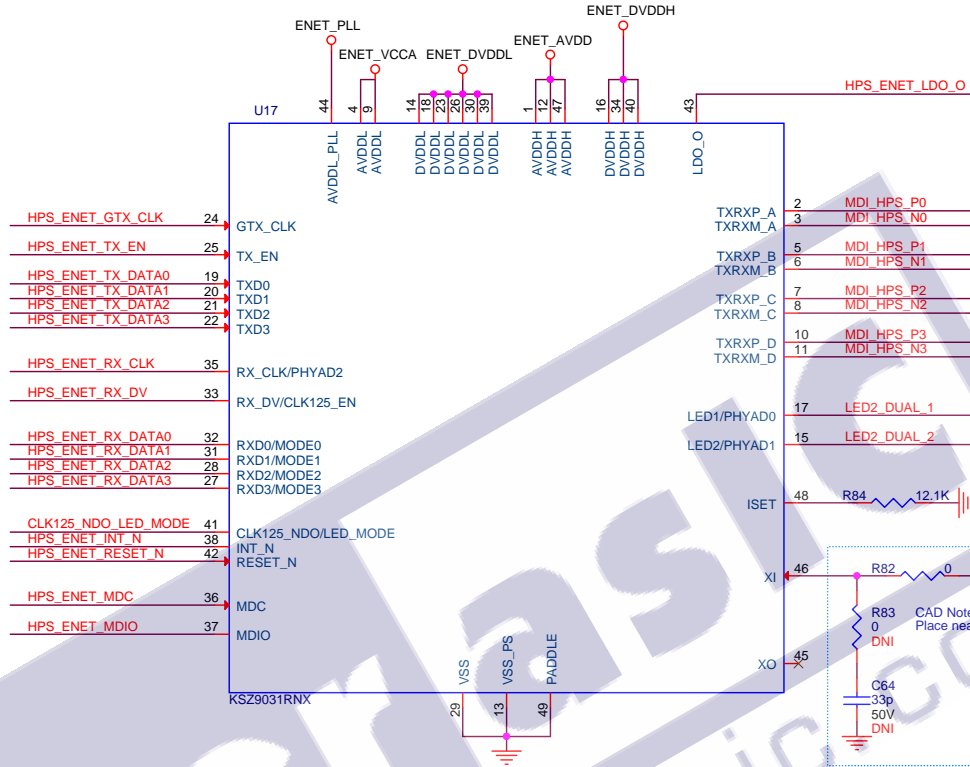 ENET_DVDDH
ENET_PLL
ENET_AVDD
ENET_VCCA ENET_DVDDL
HPS_ENET_LDO_O
U17
44 4 9 14 18 23 26 30 39 1 12 47 16 34 40 43
AVDDL_PLL AVDDL AVDDL DVDDL DVDDL DVDDL DVDDL DVDDL DVDDL AVDDH AVDDH AVDDH DVDDH DVDDH DVDDH LDO_O
HPS_ENET_GTX_CLK 24 GTX_CLK
HPS_ENET_TX_EN 25 TX_EN
HPS_ENET_TX_DATA0 19 TXD0
HPS_ENET_TX_DATA1 20 TXD1
HPS_ENET_TX_DATA2 21 TXD2
HPS_ENET_TX_DATA3 22 TXD3
HPS_ENET_RX_CLK 35 RX_CLK/PHYAD2
HPS_ENET_RX_DV 33 RX_DV/CLK125_EN
HPS_ENET_RX_DATA0 32 RXD0/MODE0
HPS_ENET_RX_DATA1 31 RXD1/MODE1
HPS_ENET_RX_DATA2 28 RXD2/MODE2
HPS_ENET_RX_DATA3 27 RXD3/MODE3
CLK125_NDO_LED_MODE 41 CLK125_NDO/LED_MODE
HPS_ENET_INT_N 38 INT_N
HPS_ENET_RESET_N 42 RESET_N
HPS_ENET_MDC 36 MDC
HPS_ENET_MDIO 37 MDIO
TXRXP_A 2 MDI_HPS_P0
TXRXM_A 3 MDI_HPS_N0
TXRXP_B 5 MDI_HPS_P1
TXRXM_B 6 MDI_HPS_N1
TXRXP_C 7 MDI_HPS_P2
TXRXM_C 8 MDI_HPS_N2
TXRXP_D 10 MDI_HPS_P3
TXRXM_D 11 MDI_HPS_N3
LED1/PHYAD0 17 LED2_DUAL_1
LED2/PHYAD1 15 LED2_DUAL_2
ISET 48 R84 12.1K
XI 46 R82 0
R83
0
DNI
CAD Note
Place nea
XO 45
C64
33p
50V
DNI
VSS VSS_PS PADDLE
29 13 49
KSZ9031RNX
asic
ic.co